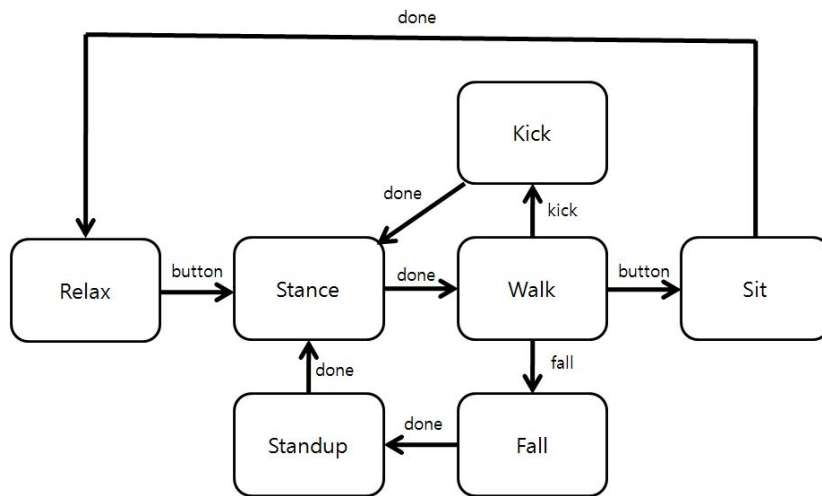 done
Kick
done
kick
Relax
button
Stance
done
Walk
button
Sit
done
fall
Standup
done
Fall